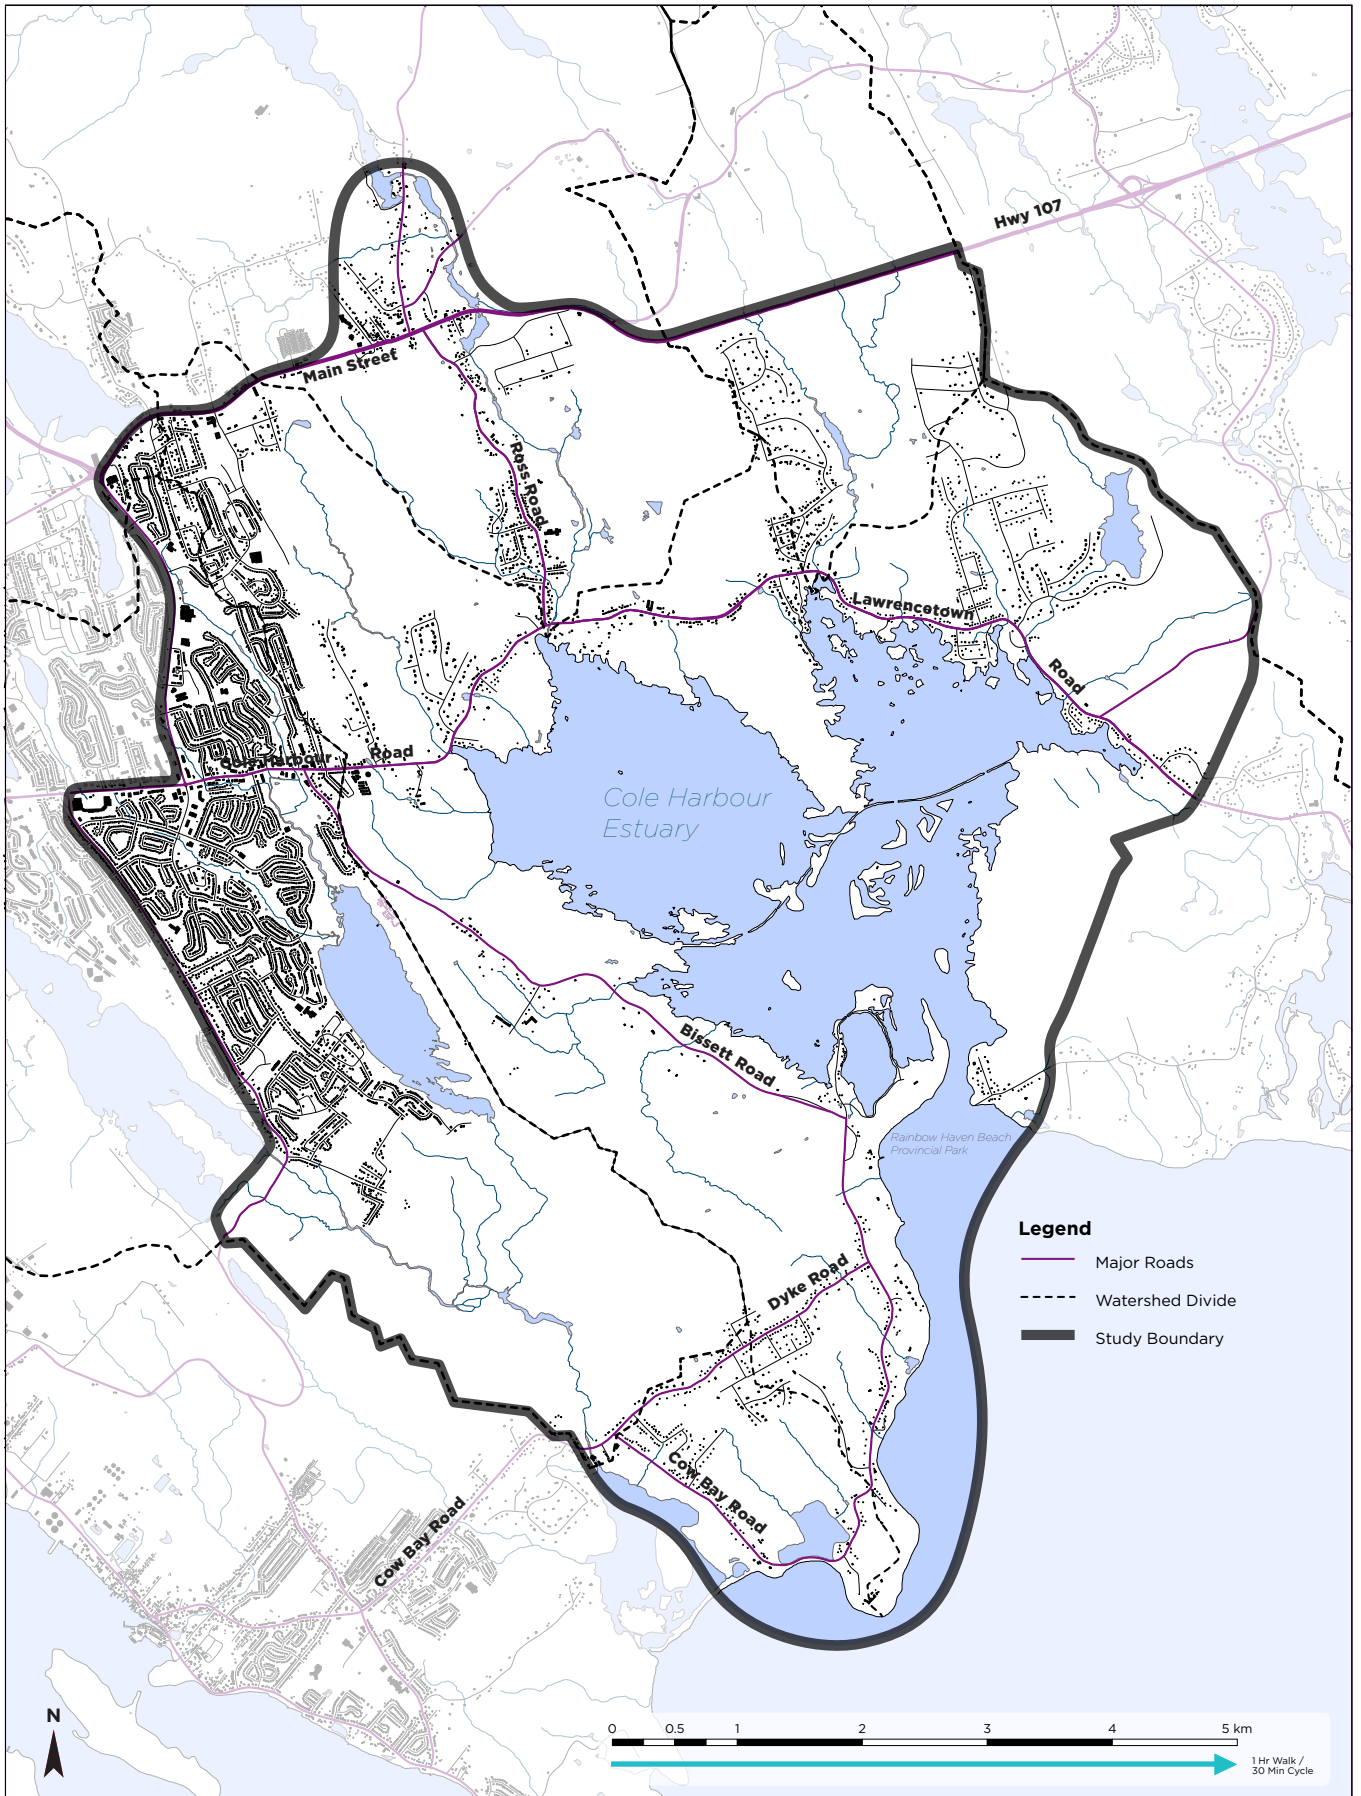 Hwy 107
Main Street
Ross Road
Lawrencetown
Road
Cole Harbour
Road
Cole Harbour
Estuary
Bissett Road
Rainbow Haven Beach
Provincial Park
Dyke Road
Cow Bay Road
Cow Bay Road
Legend
Major Roads
Watershed Divide
Study Boundary
N
0 0.5 1 2 3 4 5 km
1 Hr Walk /
30 Min Cycle